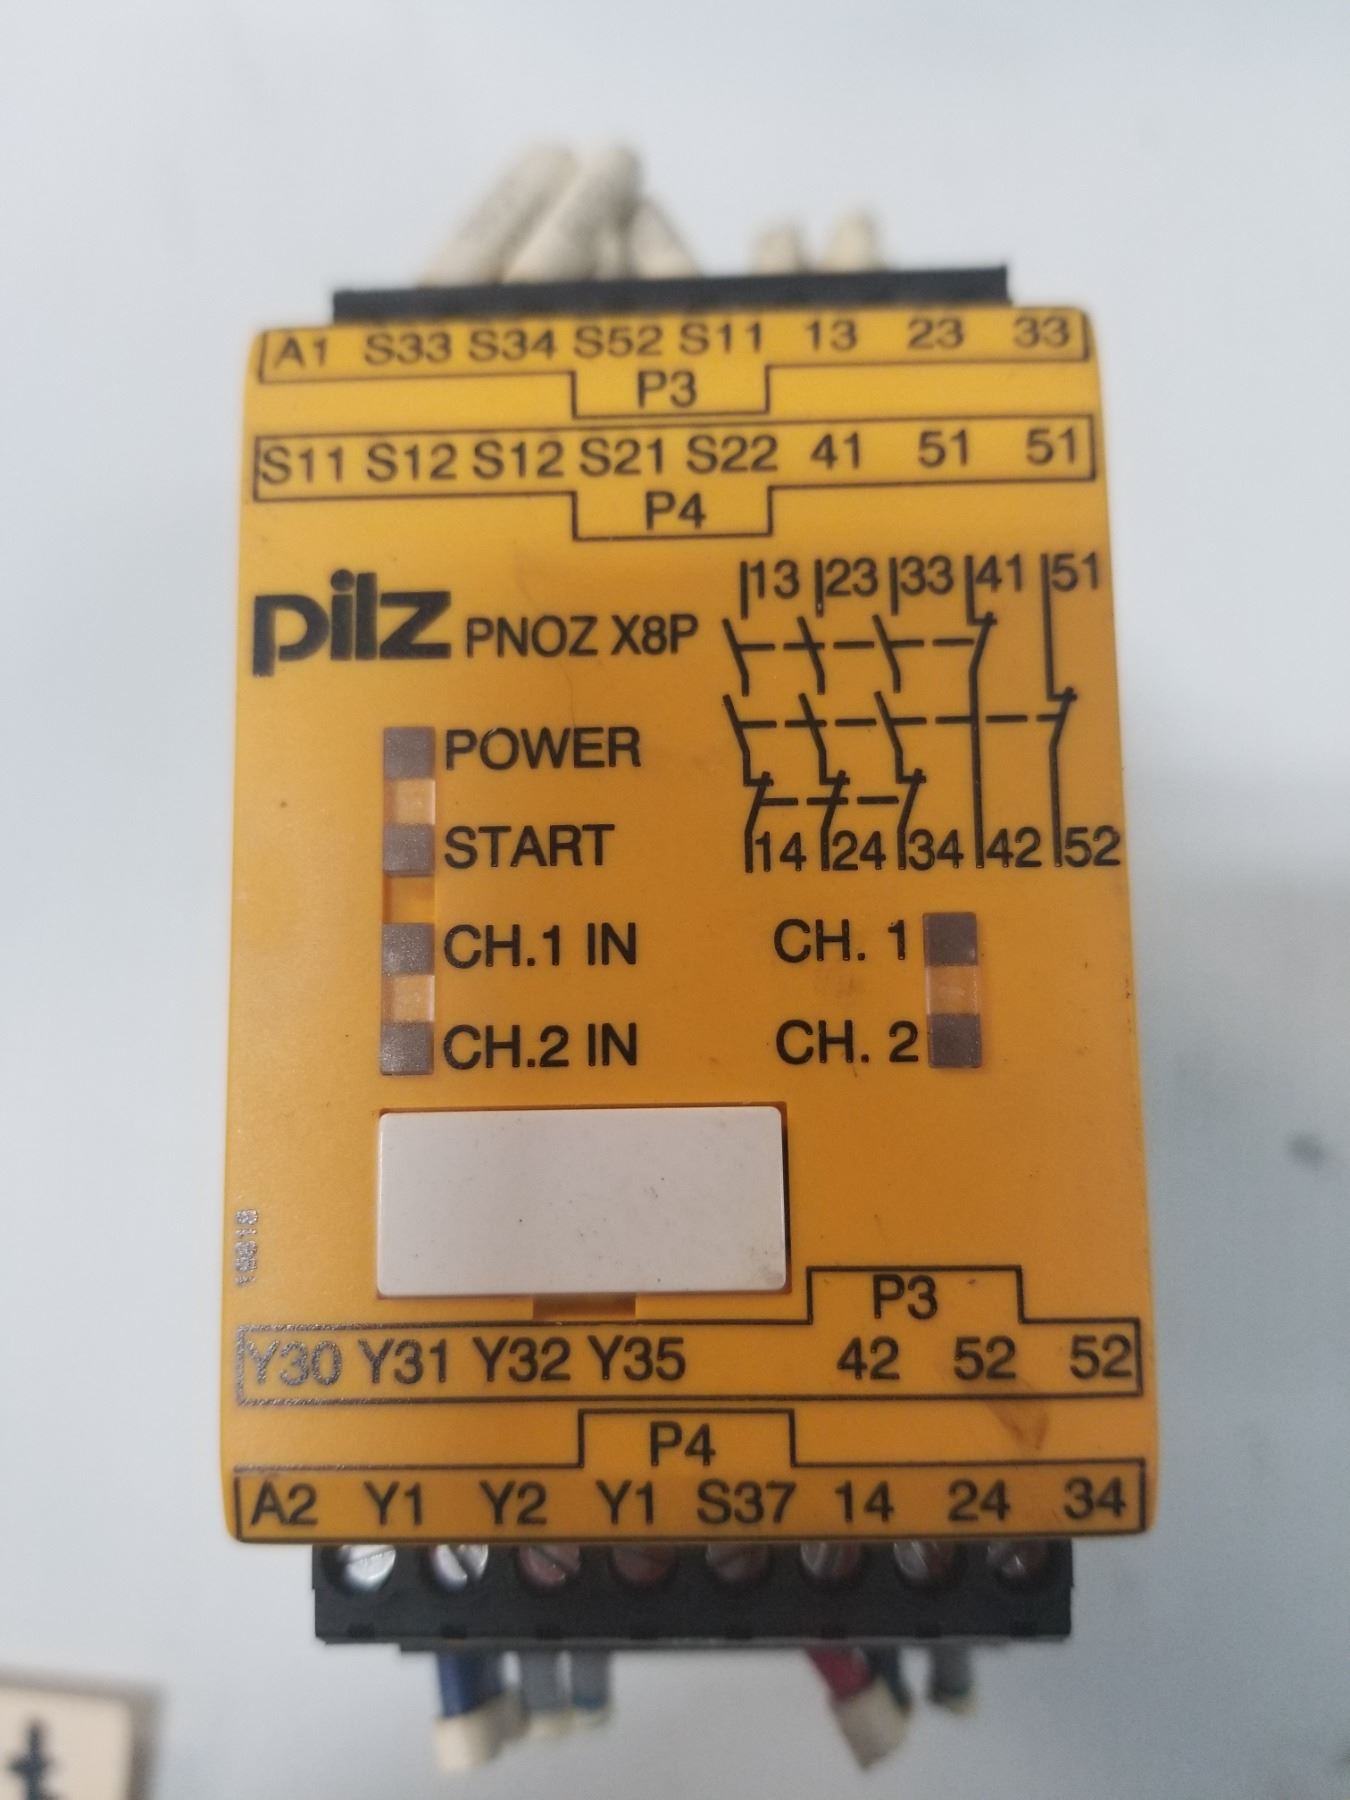 A1 S33 S34 S52 S11 13 23 33
P3
S11 S12 S12 S21 S22 41 51 51
P4
13 23 33 41 51
pilz PNOZ X8P
POWER
START
14 24 34 42 52
CH.1 IN CH. 1
CH.2 IN CH. 2
P3
Y30 Y31 Y32 Y35 42 52 52
P4
A2 Y1 Y2 Y1 S37 14 24 34